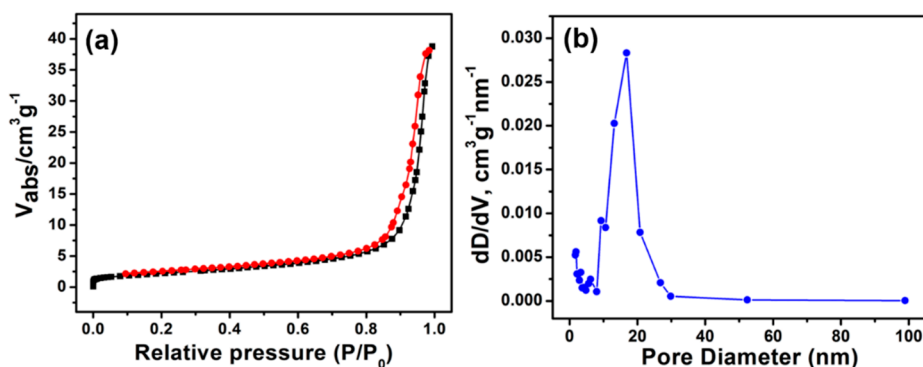 (a)
40
35
30
25
20
15
10
5
0
Vabs/cm³g⁻¹
0.0 0.2 0.4 0.6 0.8 1.0
Relative pressure (P/P₀)
(b)
0.030
0.025
0.020
0.015
0.010
0.005
0.000
dD/dV, cm³g⁻¹nm⁻¹
0 20 40 60 80 100
Pore Diameter (nm)